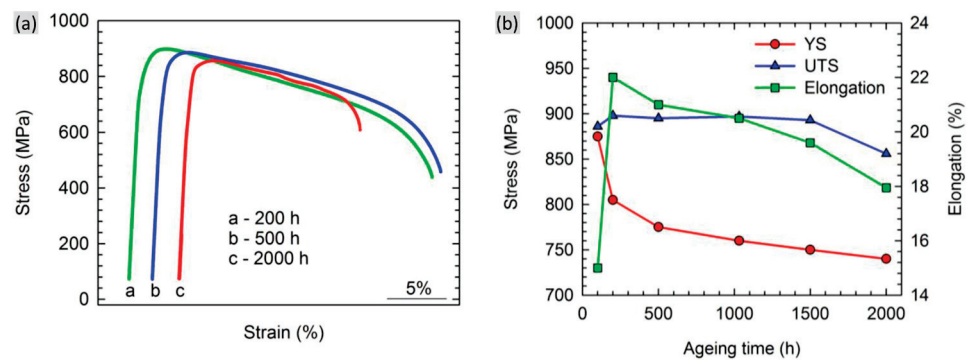 (a)
1000
800
600
400
200
0
Stress (MPa)
a - 200 h
b - 500 h
c - 2000 h
a b c
5%
Strain (%)
(b)
1000
950
900
850
800
750
700
Stress (MPa)
YS
UTS
Elongation
24
22
20
18
16
14
Elongation (%)
0 500 1000 1500 2000
Ageing time (h)